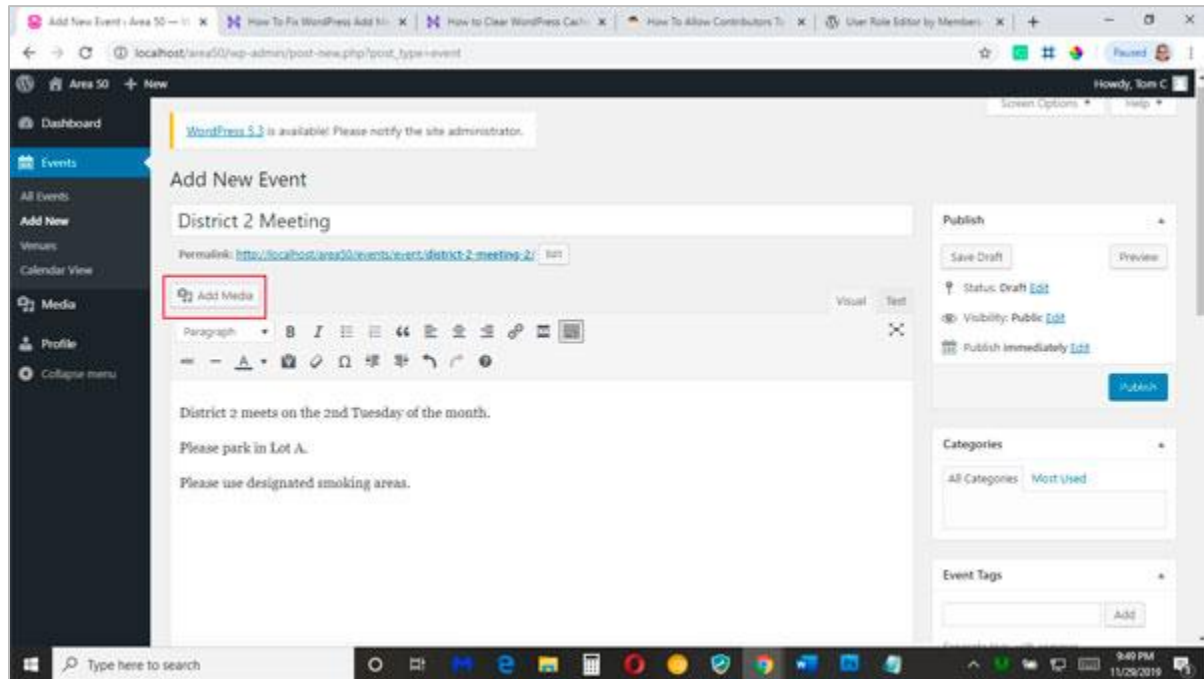 Add New Event ‹ Area 50 —
How To Fix WordPress Add
How to Clear WordPress Cach
How To Allow Contributors T
User Role Editor by Members
localhost/area50/wp-admin/post-new.php?post_type=event
Paused
Area 50
New
Howdy, Tom C
Screen Options
Help
Dashboard
WordPress 5.3 is available! Please notify the site administrator.
Events
Add New Event
All Events
Add New
Venues
Calendar View
Media
Profile
Collapse menu
District 2 Meeting
Permalink: http://localhost/area50/events/event/district-2-meeting-2/ Edit
Add Media
Visual
Text
Paragraph
District 2 meets on the 2nd Tuesday of the month.
Please park in Lot A.
Please use designated smoking areas.
Publish
Save Draft
Preview
Status: Draft Edit
Visibility: Public Edit
Publish immediately Edit
Publish
Categories
All Categories
Most Used
Event Tags
Add
Type here to search
9:49 PM
11/29/2019